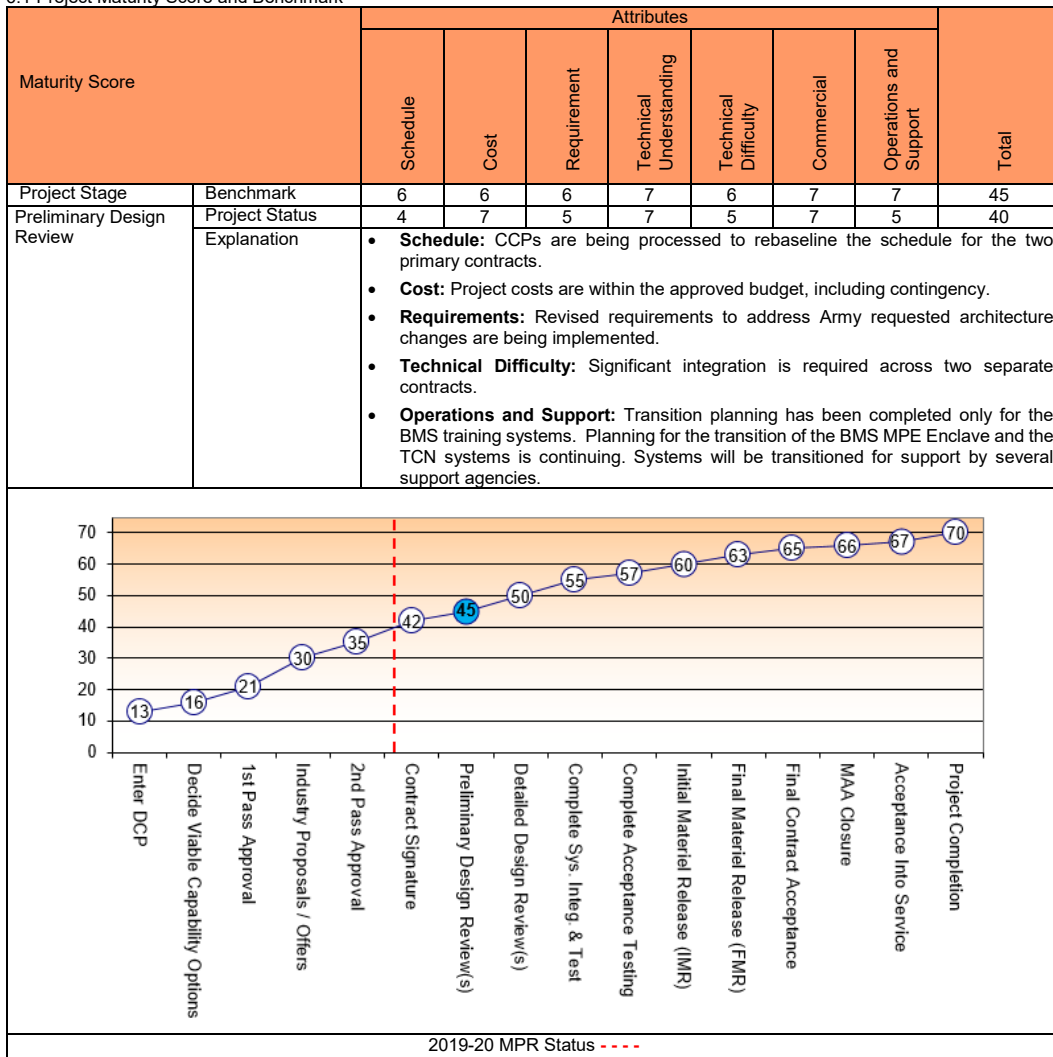 Maturity Score
Attributes
Schedule
Cost
Requirement
Technical
Understanding
Technical
Difficulty
Commercial
Operations and
Support
Total
Project Stage Benchmark 6 6 6 7 6 7 7 45
Preliminary Design Project Status 4 7 5 7 5 7 5 40
Review Explanation
• Schedule: CCPs are being processed to rebaseline the schedule for the two
primary contracts.
• Cost: Project costs are within the approved budget, including contingency.
• Requirements: Revised requirements to address Army requested architecture
changes are being implemented.
• Technical Difficulty: Significant integration is required across two separate
contracts.
• Operations and Support: Transition planning has been completed only for the
BMS training systems. Planning for the transition of the BMS MPE Enclave and the
TCN systems is continuing. Systems will be transitioned for support by several
support agencies.
70
60
50
40
30
20
10
0
13
16
21
30
35
42
45
50
55
57
60
63
65
66
67
70
Enter DCP
Decide Viable Capability Options
1st Pass Approval
Industry Proposals / Offers
2nd Pass Approval
Contract Signature
Preliminary Design Review(s)
Detailed Design Review(s)
Complete Sys. Integ. & Test
Complete Acceptance Testing
Initial Materiel Release (IMR)
Final Materiel Release (FMR)
Final Contract Acceptance
MAA Closure
Acceptance Into Service
Project Completion
2019-20 MPR Status - - - -